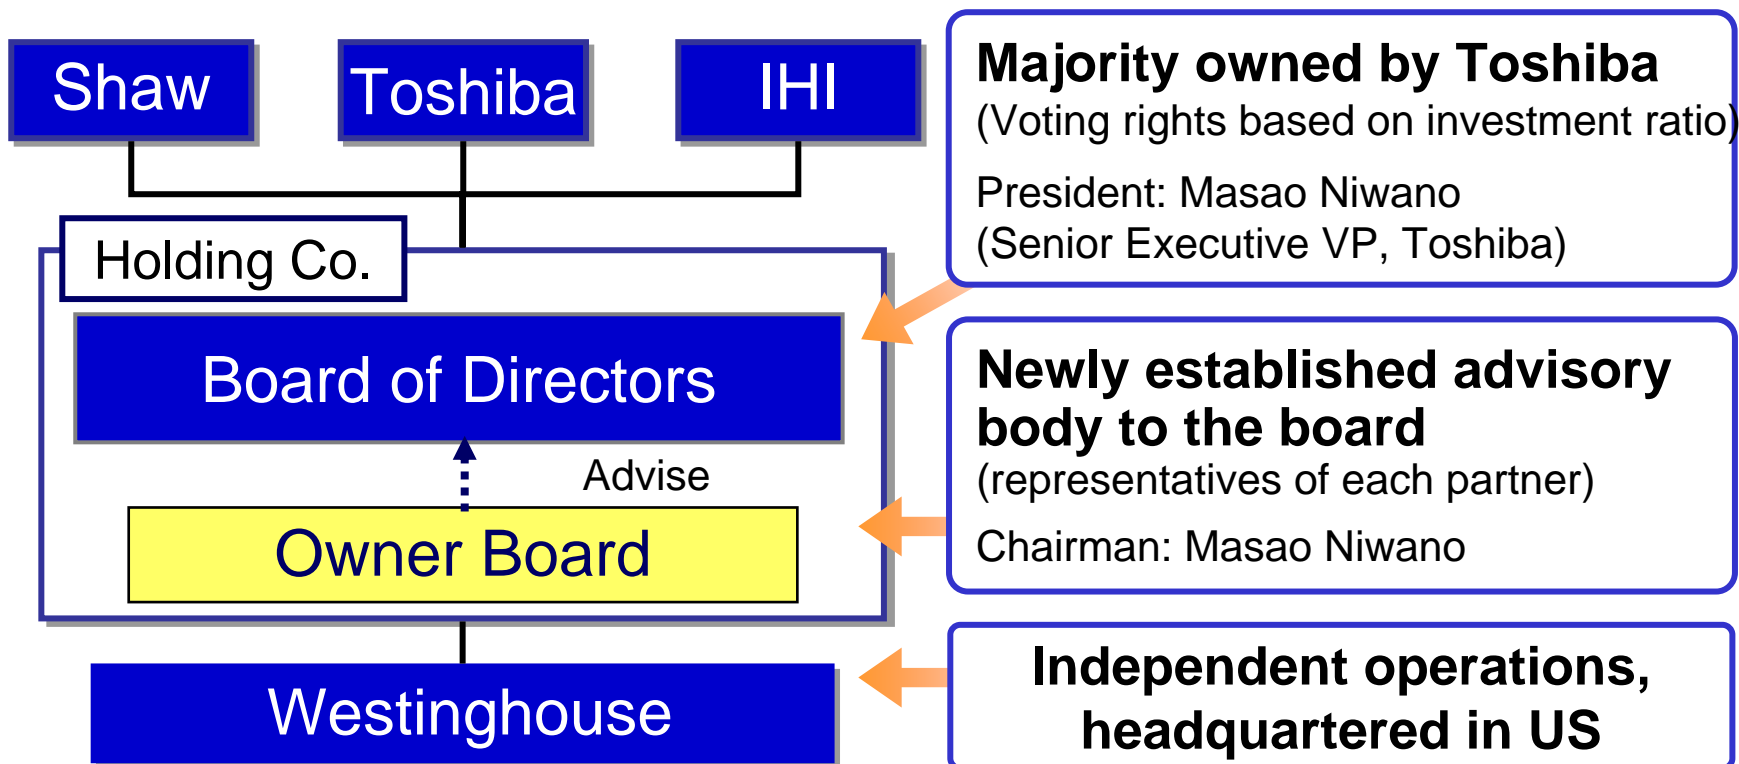 Shaw
Toshiba
IHI
Holding Co.
Board of Directors
Advise
Owner Board
Westinghouse
Majority owned by Toshiba
(Voting rights based on investment ratio)
President: Masao Niwano
(Senior Executive VP, Toshiba)
Newly established advisory
body to the board
(representatives of each partner)
Chairman: Masao Niwano
Independent operations,
headquartered in US